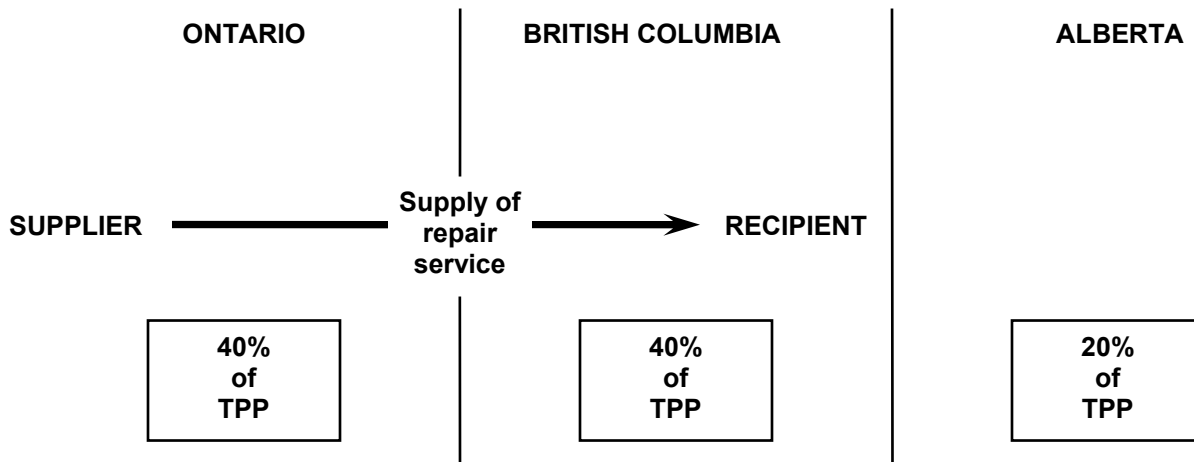 ONTARIO
BRITISH COLUMBIA
ALBERTA
SUPPLIER
Supply of
repair
service
RECIPIENT
40%
of
TPP
40%
of
TPP
20%
of
TPP